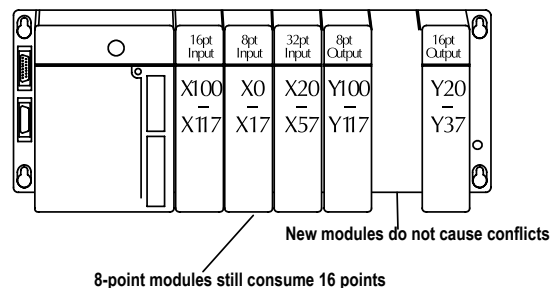 16pt Input
8pt Input
32pt Input
8pt Output
16pt Output
X100 – X117
X0 – X17
X20 – X57
Y100 – Y117
Y20 – Y37
New modules do not cause conflicts
8-point modules still consume 16 points